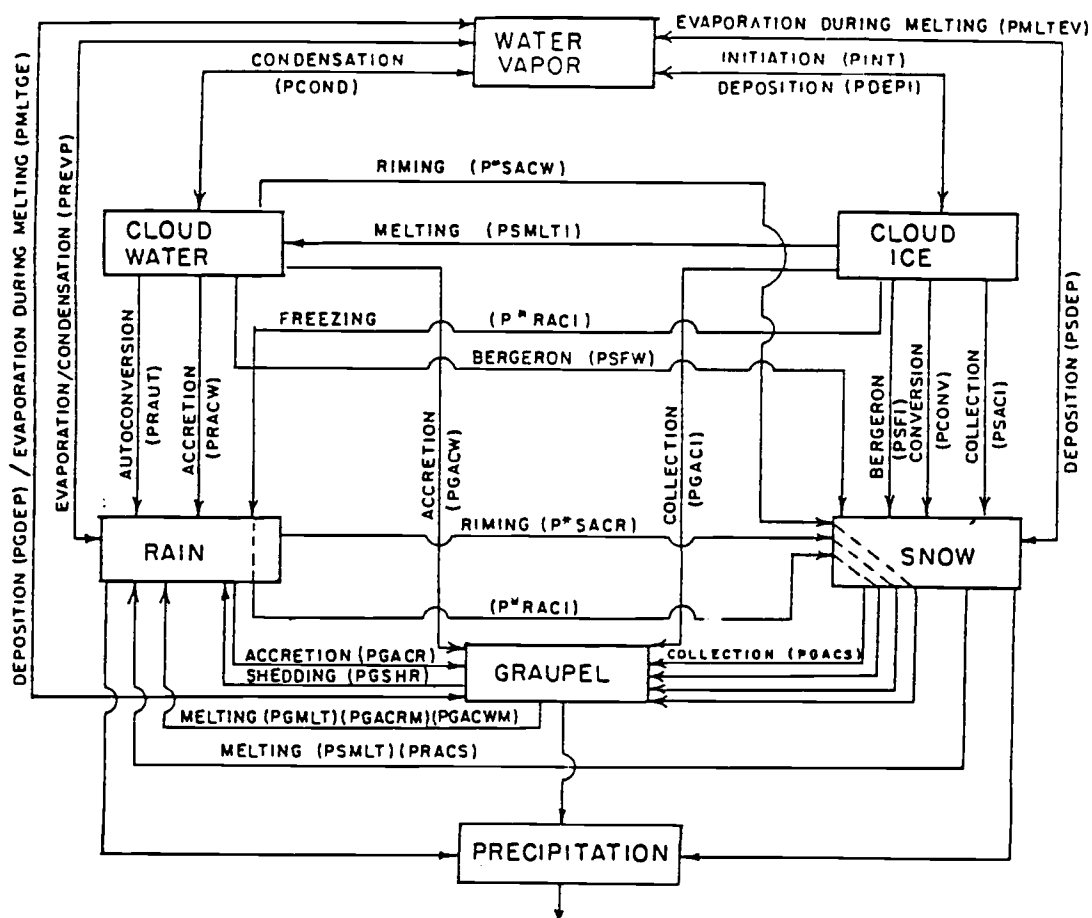 EVAPORATION DURING MELTING (PMLTEV)
WATER
VAPOR
CONDENSATION
(PCOND)
INITIATION (PINT)
DEPOSITION (PDEPI)
DEPOSITION (PGDEP) / EVAPORATION DURING MELTING (PMLTGE)
EVAPORATION/CONDENSATION (PREVP)
RIMING (P*SACW)
CLOUD
WATER
MELTING (PSMLTI)
CLOUD
ICE
FREEZING (P*RACI)
BERGERON (PSFW)
AUTOCONVERSION
(PRAUT)
ACCRETION
(PRACW)
ACCRETION
(PGACW)
COLLECTION
(PGACI)
BERGERON
(PSFI)
CONVERSION
(PCONV)
COLLECTION
(PSACI)
DEPOSITION (PSDEP)
RAIN
RIMING (P*SACR)
SNOW
(P*RACI)
ACCRETION (PGACR)
SHEDDING (PGSHR)
GRAUPEL
COLLECTION (PGACS)
MELTING (PGMLT)(PGACRM)(PGACWM)
MELTING (PSMLT)(PRACS)
PRECIPITATION